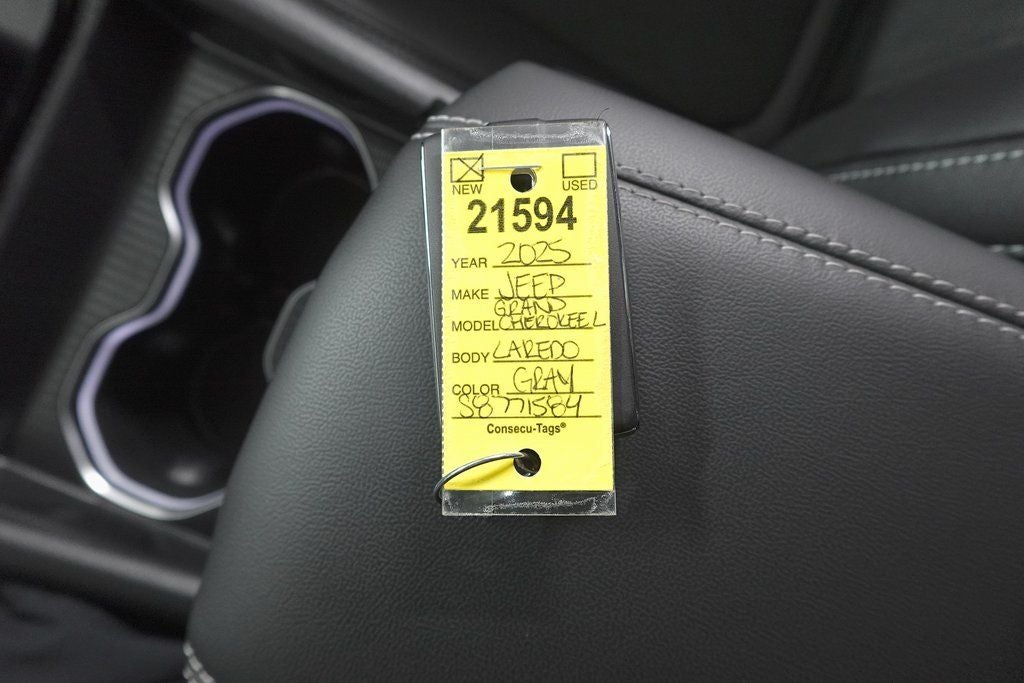 NEW USED
21594
YEAR 2025
MAKE JEEP
GRAND
MODEL CHEROKEE L
BODY LAREDO
COLOR GRAY
S8771584
Consecu-Tags®